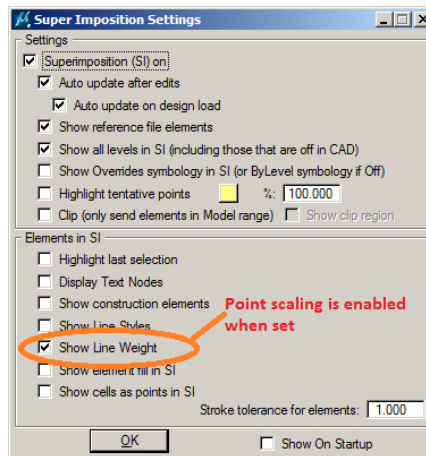 Super Imposition Settings
Settings
Superimposition (SI) on
Auto update after edits
Auto update on design load
Show reference file elements
Show all levels in SI (including those that are off in CAD)
Show Overrides symbology in SI (or ByLevel symbology if Off)
Highlight tentative points %: 100.000
Clip (only send elements in Model range) Show clip region
Elements in SI
Highlight last selection
Display Text Nodes
Show construction elements
Point scaling is enabled
when set
Show Line Styles
Show Line Weight
Show element fill in SI
Show cells as points in SI
Stroke tolerance for elements: 1.000
OK
Show On Startup